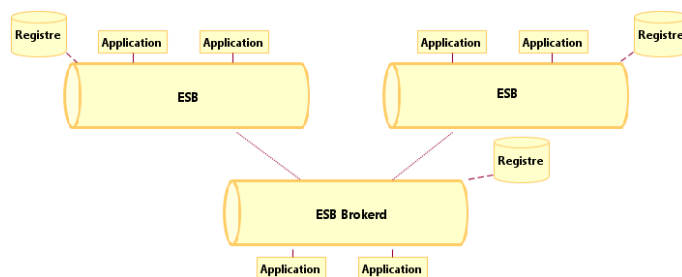 Registre
Application
Application
Application
Application
Registre
ESB
ESB
Registre
ESB Brokerd
Application
Application